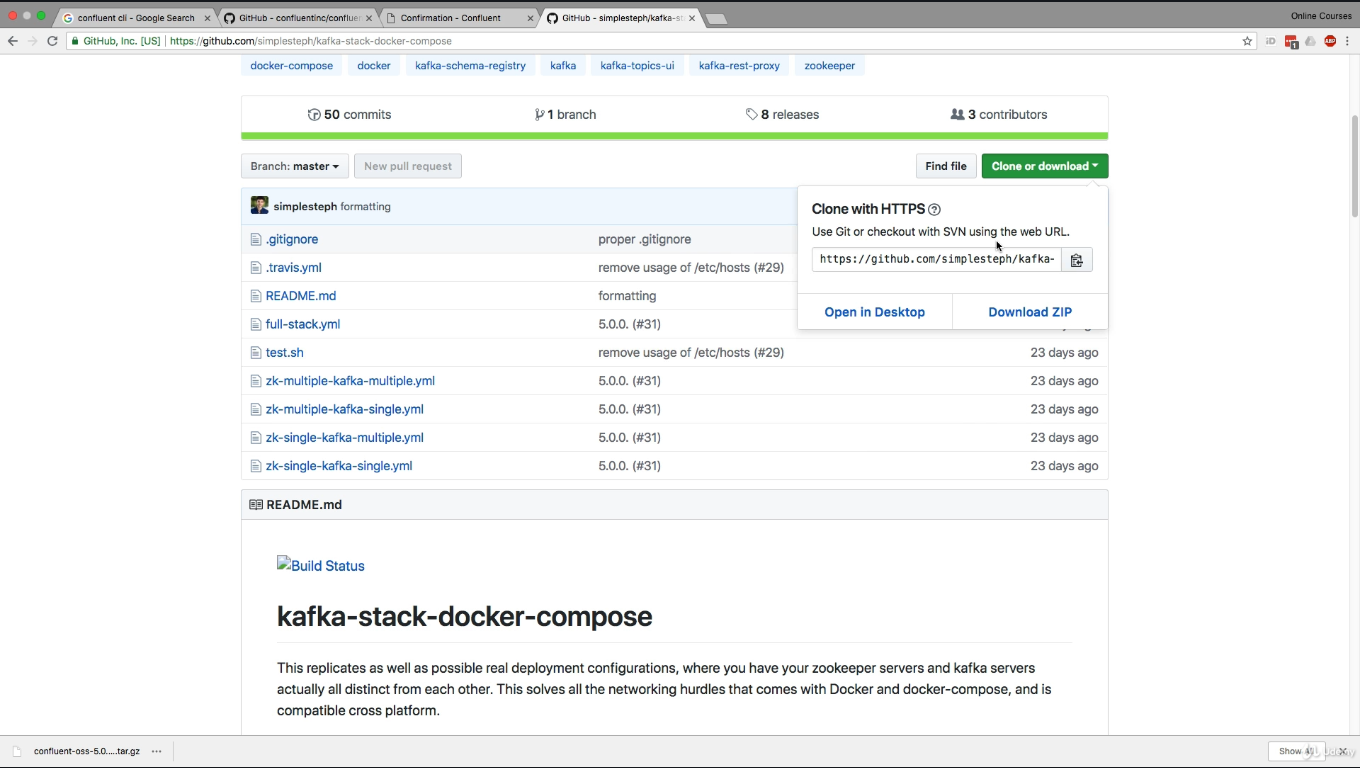 confluent cli - Google Search
GitHub - confluentinc/confluen
Confirmation - Confluent
GitHub - simplesteph/kafka-st
Online Courses
GitHub, Inc. [US] https://github.com/simplesteph/kafka-stack-docker-compose
docker-compose docker kafka-schema-registry kafka kafka-topics-ui kafka-rest-proxy zookeeper
50 commits 1 branch 8 releases 3 contributors
Branch: master New pull request Find file Clone or download
simplesteph formatting
Clone with HTTPS
Use Git or checkout with SVN using the web URL.
https://github.com/simplesteph/kafka-
Open in Desktop Download ZIP
.gitignore proper .gitignore
.travis.yml remove usage of /etc/hosts (#29)
README.md formatting
full-stack.yml 5.0.0. (#31)
test.sh remove usage of /etc/hosts (#29) 23 days ago
zk-multiple-kafka-multiple.yml 5.0.0. (#31) 23 days ago
zk-multiple-kafka-single.yml 5.0.0. (#31) 23 days ago
zk-single-kafka-multiple.yml 5.0.0. (#31) 23 days ago
zk-single-kafka-single.yml 5.0.0. (#31) 23 days ago
README.md
Build Status
kafka-stack-docker-compose
This replicates as well as possible real deployment configurations, where you have your zookeeper servers and kafka servers
actually all distinct from each other. This solves all the networking hurdles that comes with Docker and docker-compose, and is
compatible cross platform.
confluent-oss-5.0.....tar.gz
Show All